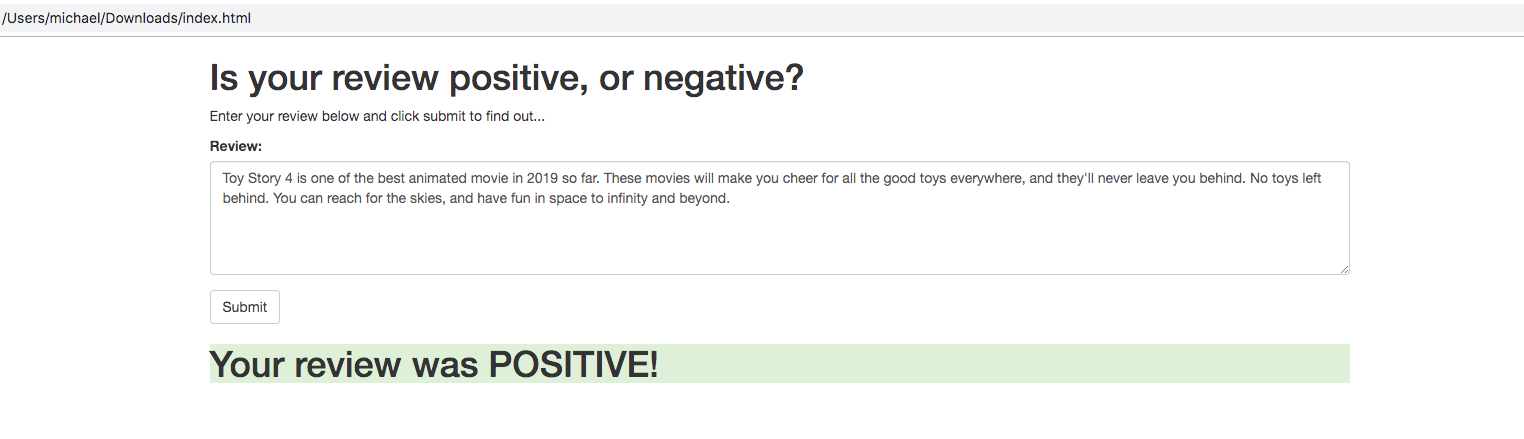 /Users/michael/Downloads/index.html
Is your review positive, or negative?
Enter your review below and click submit to find out...
Review:
Toy Story 4 is one of the best animated movie in 2019 so far. These movies will make you cheer for all the good toys everywhere, and they'll never leave you behind. No toys left
behind. You can reach for the skies, and have fun in space to infinity and beyond.
Submit
Your review was POSITIVE!